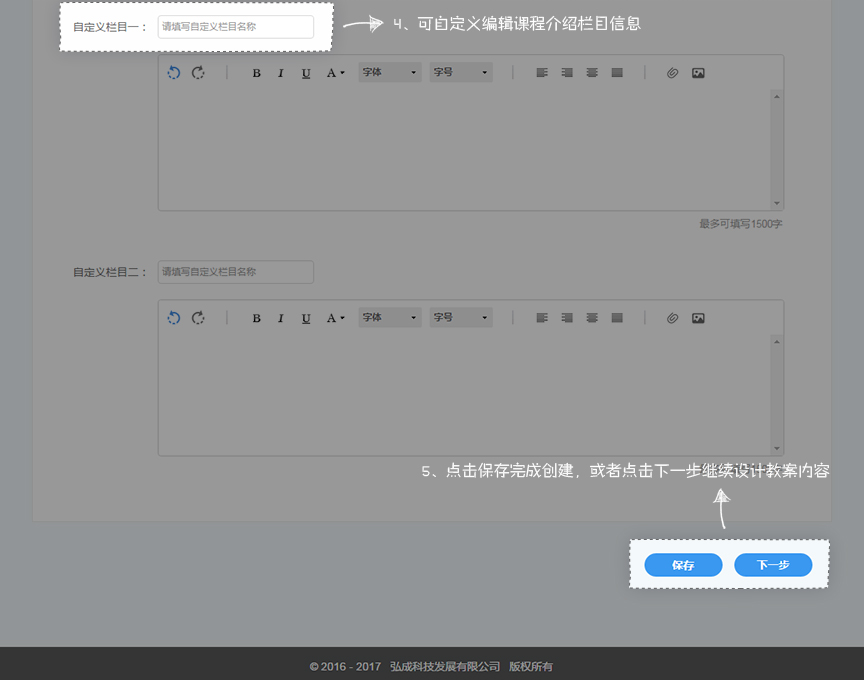 自定义栏目一： 请填写自定义栏目名称
4、可自定义编辑课程介绍栏目信息
B I U A 字体 字号
最多可填写1500字
自定义栏目二： 请填写自定义栏目名称
B I U A 字体 字号
5、点击保存完成创建，或者点击下一步继续设计教案内容
保存 下一步
© 2016 - 2017 弘成科技发展有限公司 版权所有